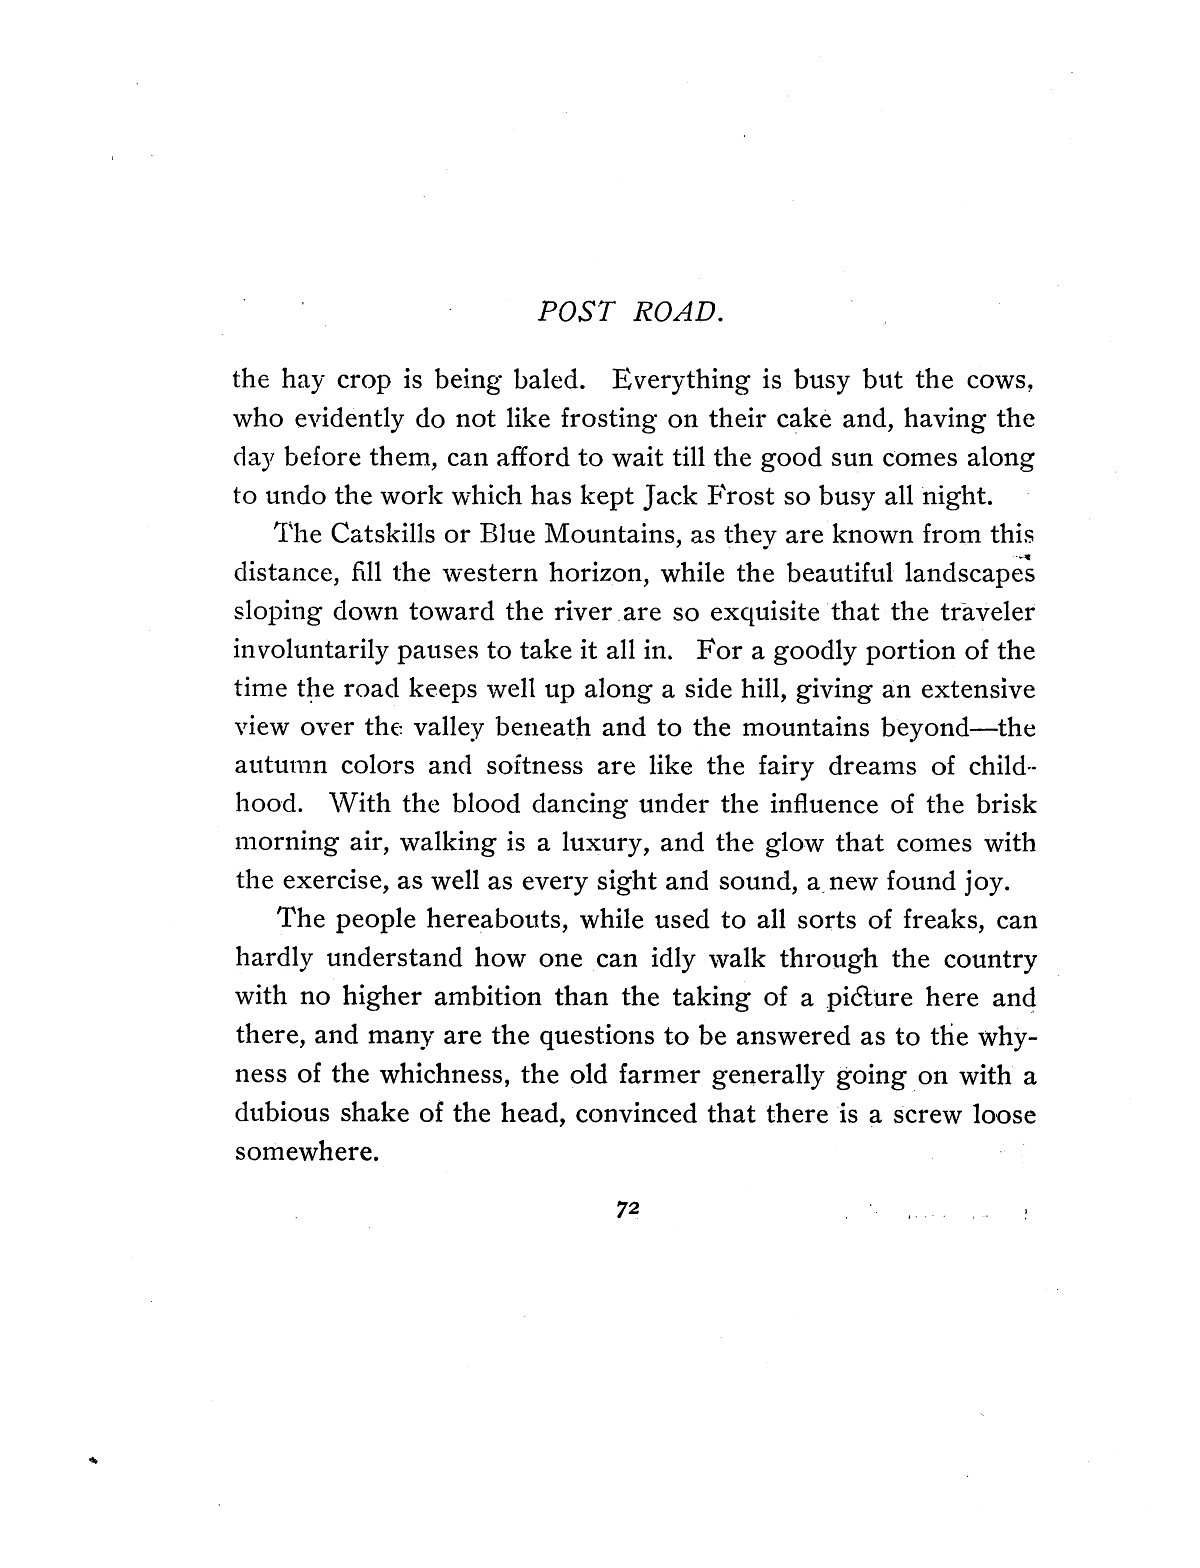 POST ROAD.
the hay crop is being baled. Everything is busy but the cows,
who evidently do not like frosting on their cake and, having the
day before them, can afford to wait till the good sun comes along
to undo the work which has kept Jack Frost so busy all night.
The Catskills or Blue Mountains, as they are known from this
distance, fill the western horizon, while the beautiful landscapes
sloping down toward the river are so exquisite that the traveler
involuntarily pauses to take it all in. For a goodly portion of the
time the road keeps well up along a side hill, giving an extensive
view over the valley beneath and to the mountains beyond—the
autumn colors and softness are like the fairy dreams of child-
hood. With the blood dancing under the influence of the brisk
morning air, walking is a luxury, and the glow that comes with
the exercise, as well as every sight and sound, a new found joy.
The people hereabouts, while used to all sorts of freaks, can
hardly understand how one can idly walk through the country
with no higher ambition than the taking of a picture here and
there, and many are the questions to be answered as to the why-
ness of the whichness, the old farmer generally going on with a
dubious shake of the head, convinced that there is a screw loose
somewhere.
72